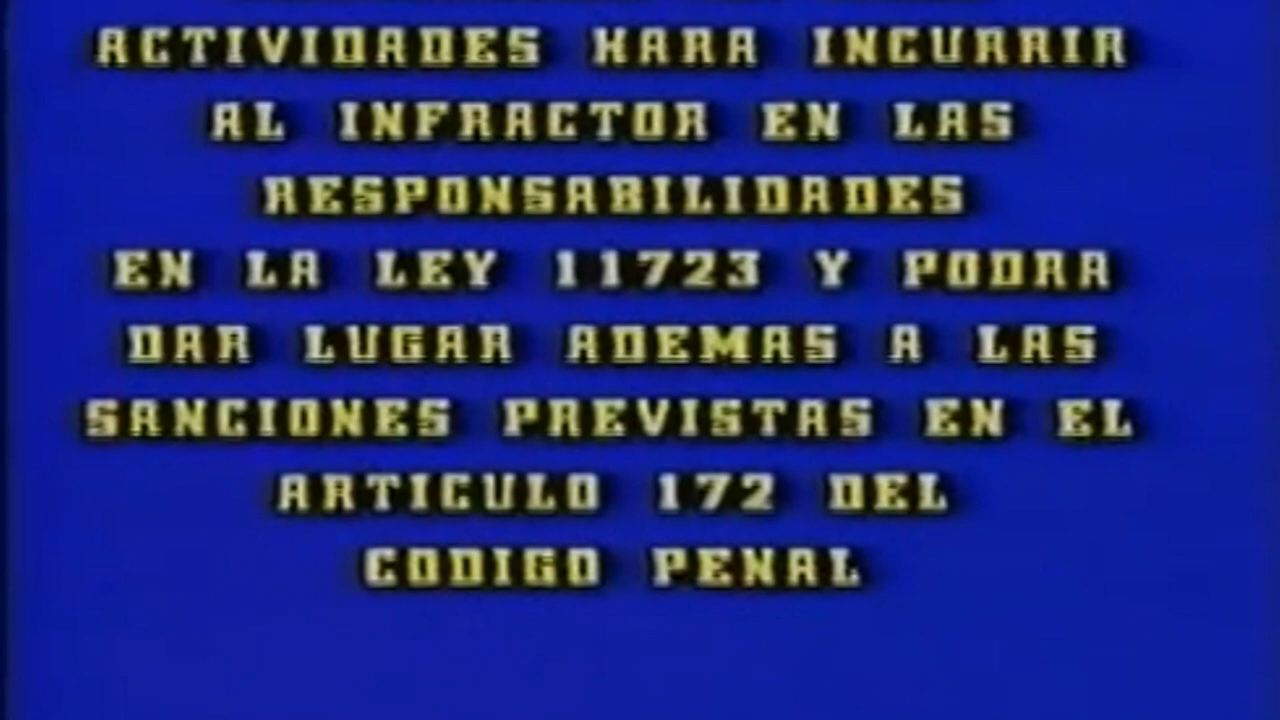 ACTIVIDADES HARA INCURRIR
AL INFRACTOR EN LAS
RESPONSABILIDADES
EN LA LEY 11723 Y PODRA
DAR LUGAR ADEMAS A LAS
SANCIONES PREVISTAS EN EL
ARTICULO 172 DEL
CODIGO PENAL